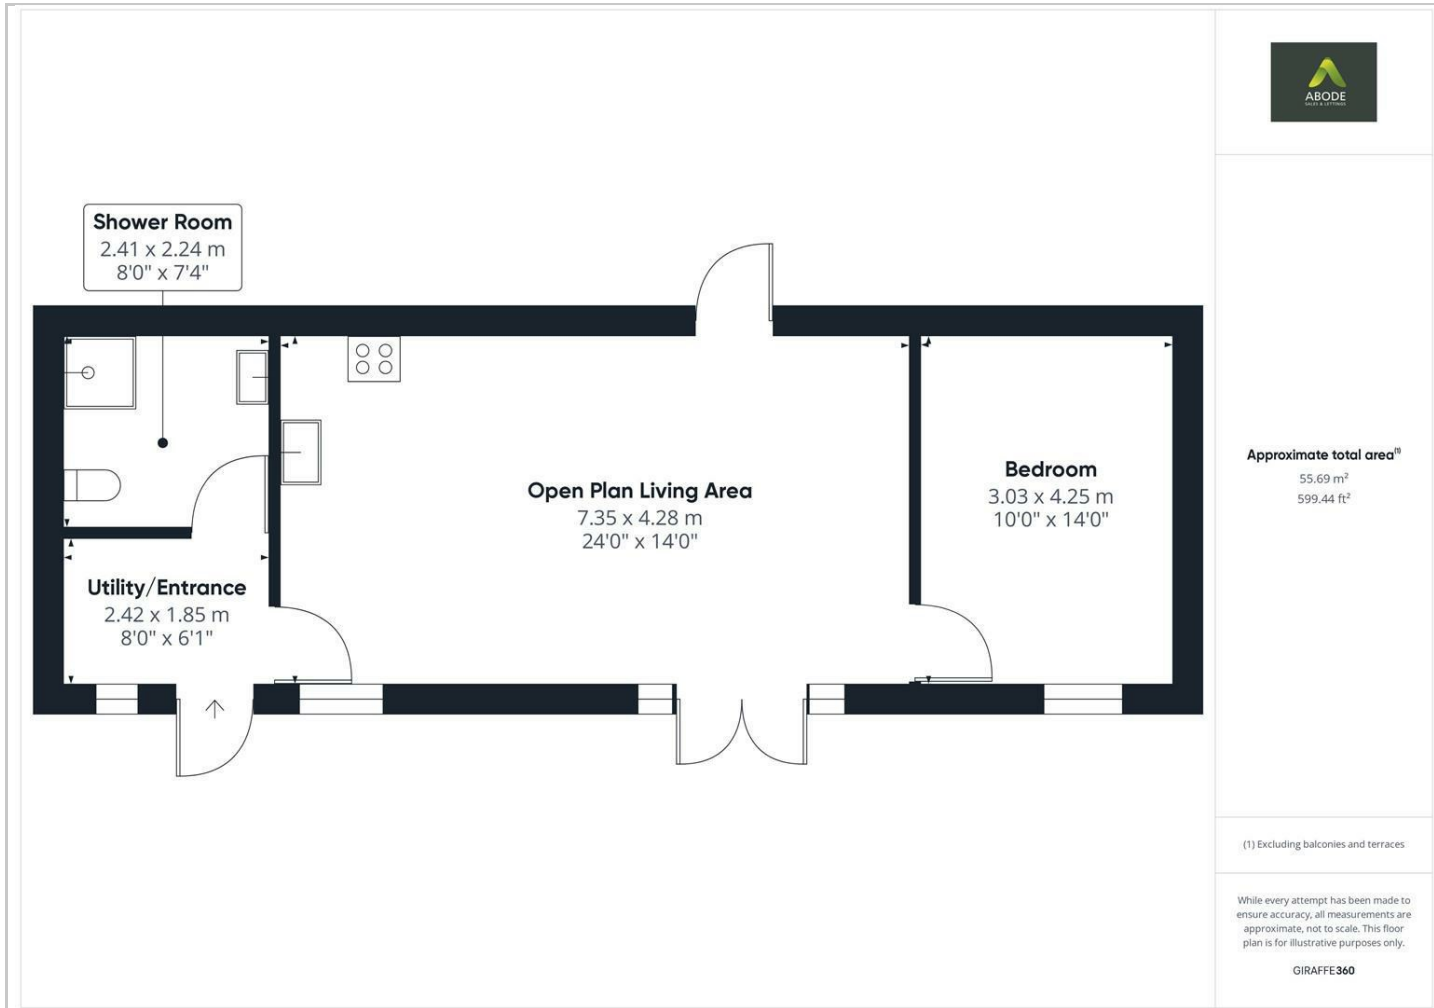 ABODE
SALES & LETTINGS
Shower Room
2.41 x 2.24 m
8'0" x 7'4"
Open Plan Living Area
7.35 x 4.28 m
24'0" x 14'0"
Bedroom
3.03 x 4.25 m
10'0" x 14'0"
Utility/Entrance
2.42 x 1.85 m
8'0" x 6'1"
Approximate total area⁽¹⁾
55.69 m²
599.44 ft²
(1) Excluding balconies and terraces
While every attempt has been made to
ensure accuracy, all measurements are
approximate, not to scale. This floor
plan is for illustrative purposes only.
GIRAFFE360